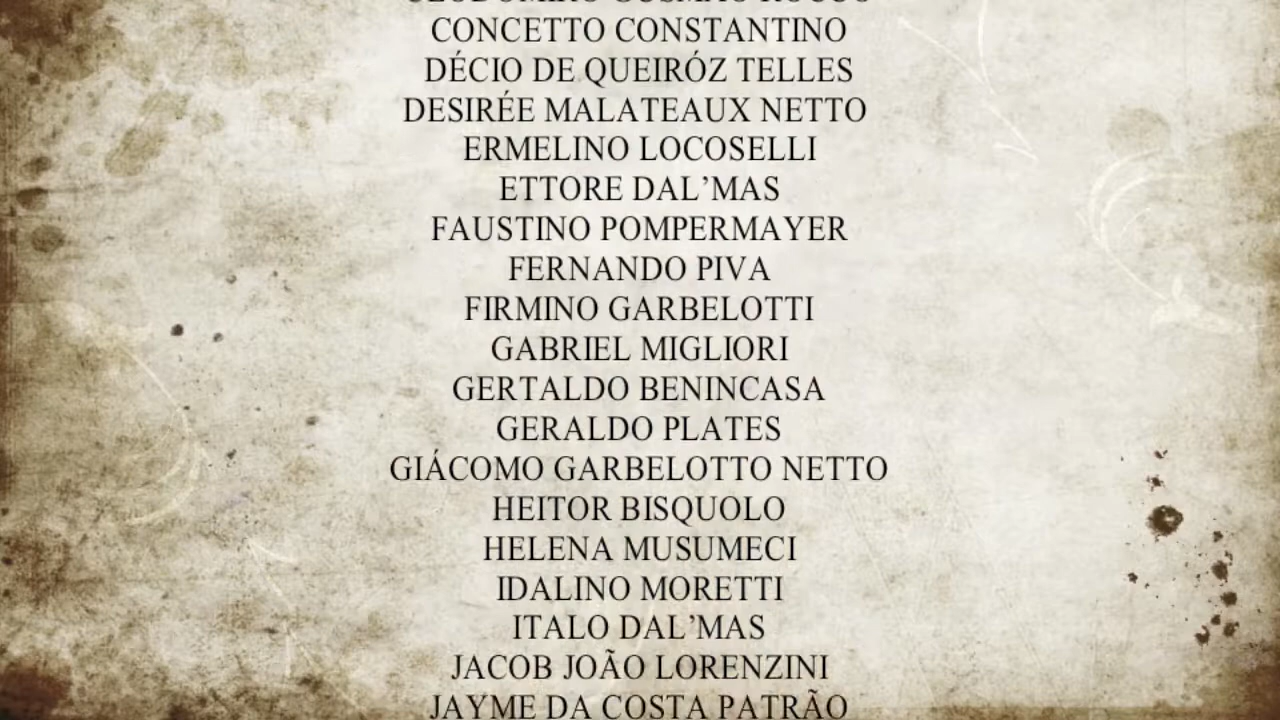 CONCETTO CONSTANTINO
DÉCIO DE QUEIRÓZ TELLES
DESIRÉE MALATEAUX NETTO
ERMELINO LOCOSELLI
ETTORE DAL’MAS
FAUSTINO POMPERMAYER
FERNANDO PIVA
FIRMINO GARBELOTTI
GABRIEL MIGLIORI
GERTALDO BENINCASA
GERALDO PLATES
GIÁCOMO GARBELOTTO NETTO
HEITOR BISQUOLO
HELENA MUSUMECI
IDALINO MORETTI
ITALO DAL’MAS
JACOB JOÃO LORENZINI
JAYME DA COSTA PATRÃO